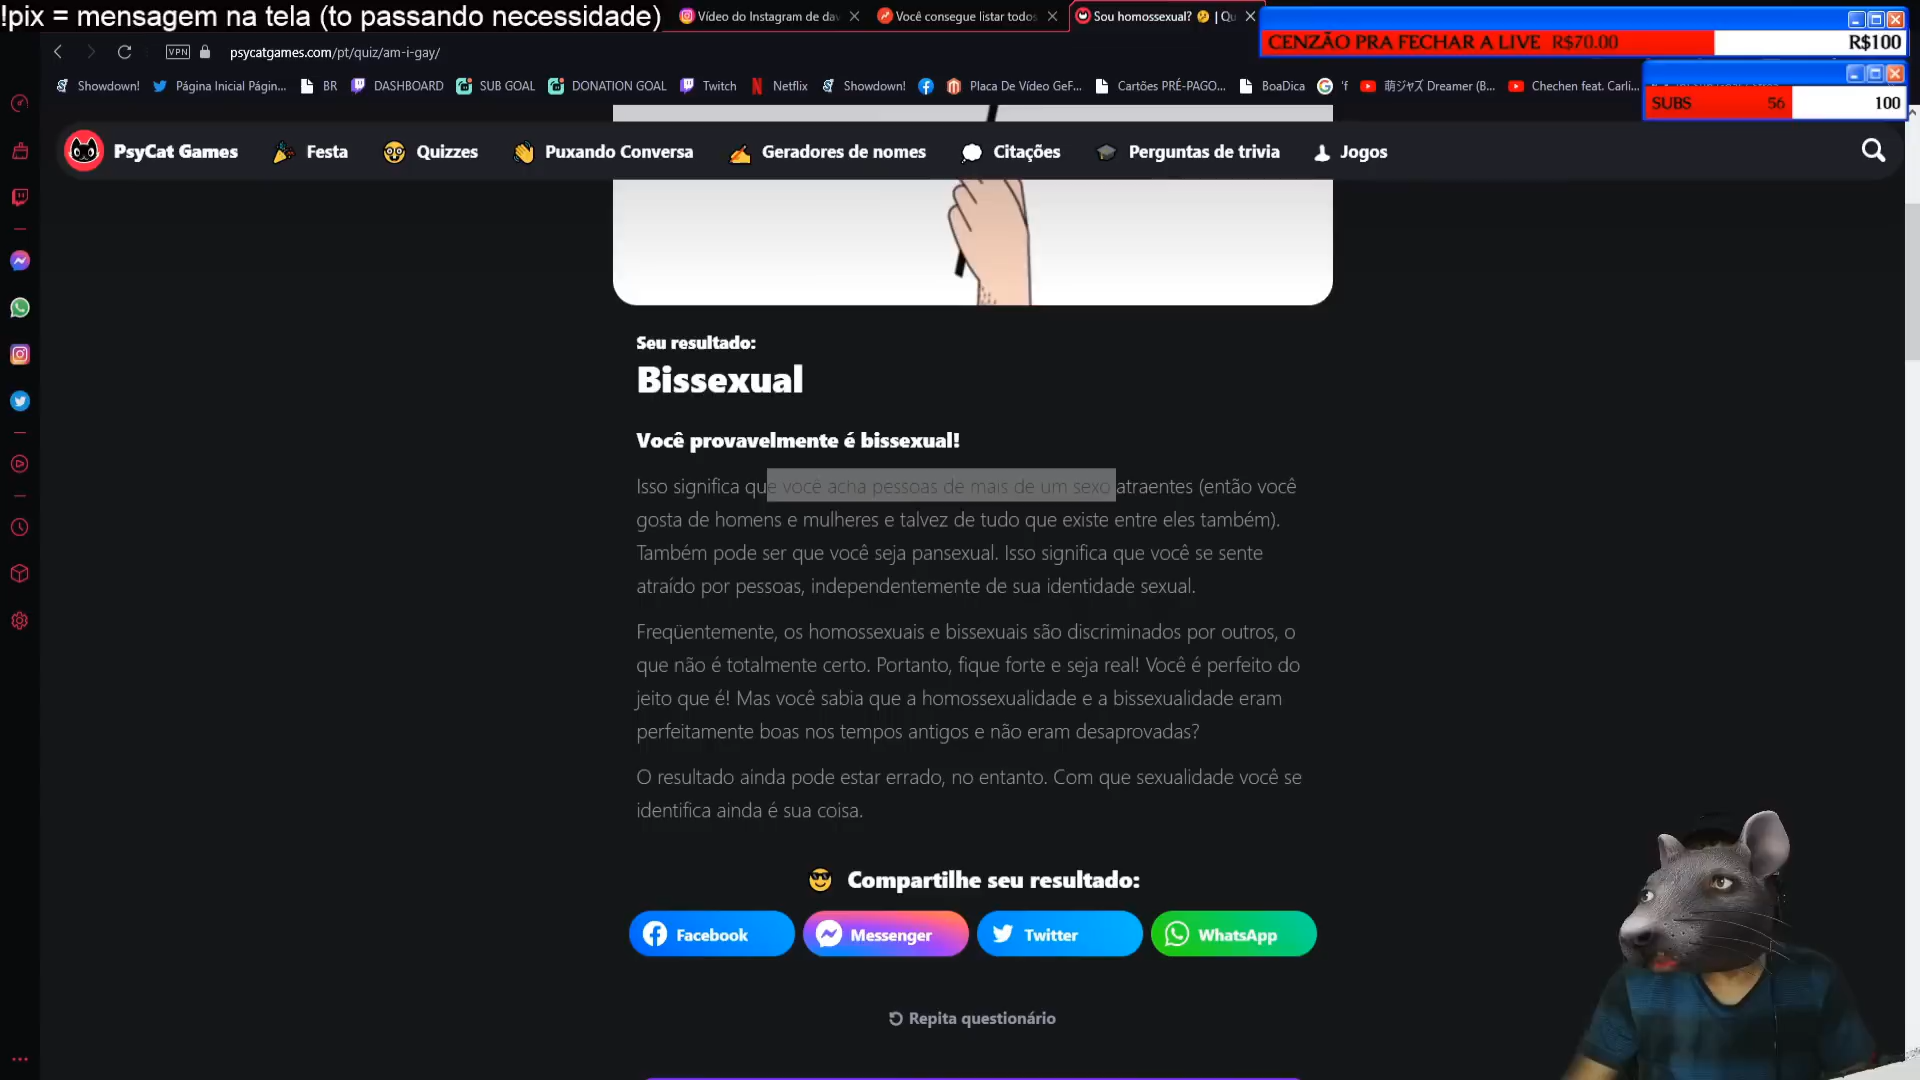 !pix = mensagem na tela (to passando necessidade)
Vídeo do Instagram de dav
Você consegue listar todos
Sou homossexual? 🤔 | Qu
CENZÃO PRA FECHAR A LIVE R$70.00 R$100
VPN psycatgames.com/pt/quiz/am-i-gay/
Showdown! Página Inicial Págin... BR DASHBOARD SUB GOAL DONATION GOAL Twitch Netflix Showdown! Placa De Vídeo GeF... Cartões PRÉ-PAGO... BoaDica 'f 萌ジャズ Dreamer (B... Chechen feat. Carli...
SUBS 56 100
PsyCat Games Festa Quizzes Puxando Conversa Geradores de nomes Citações Perguntas de trivia Jogos
Seu resultado:
Bissexual
Você provavelmente é bissexual!
Isso significa que você acha pessoas de mais de um sexo atraentes (então você
gosta de homens e mulheres e talvez de tudo que existe entre eles também).
Também pode ser que você seja pansexual. Isso significa que você se sente
atraído por pessoas, independentemente de sua identidade sexual.
Freqüentemente, os homossexuais e bissexuais são discriminados por outros, o
que não é totalmente certo. Portanto, fique forte e seja real! Você é perfeito do
jeito que é! Mas você sabia que a homossexualidade e a bissexualidade eram
perfeitamente boas nos tempos antigos e não eram desaprovadas?
O resultado ainda pode estar errado, no entanto. Com que sexualidade você se
identifica ainda é sua coisa.
😎 Compartilhe seu resultado:
Facebook Messenger Twitter WhatsApp
Repita questionário